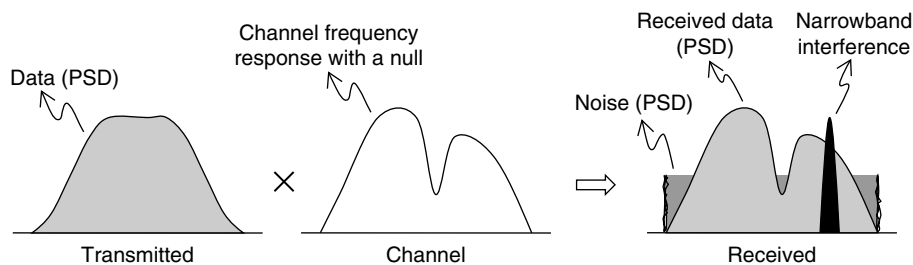 Data (PSD)
Transmitted
×
Channel frequency
response with a null
Channel
Received data
(PSD)
Narrowband
interference
Noise (PSD)
Received